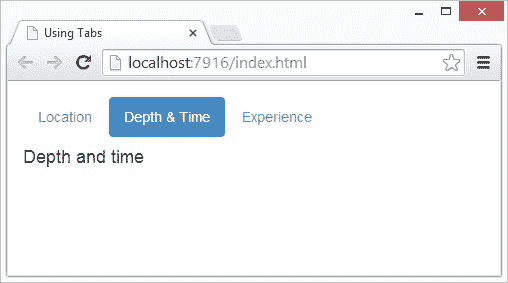 Using Tabs
localhost:7916/index.html
Location Depth & Time Experience
Depth and time